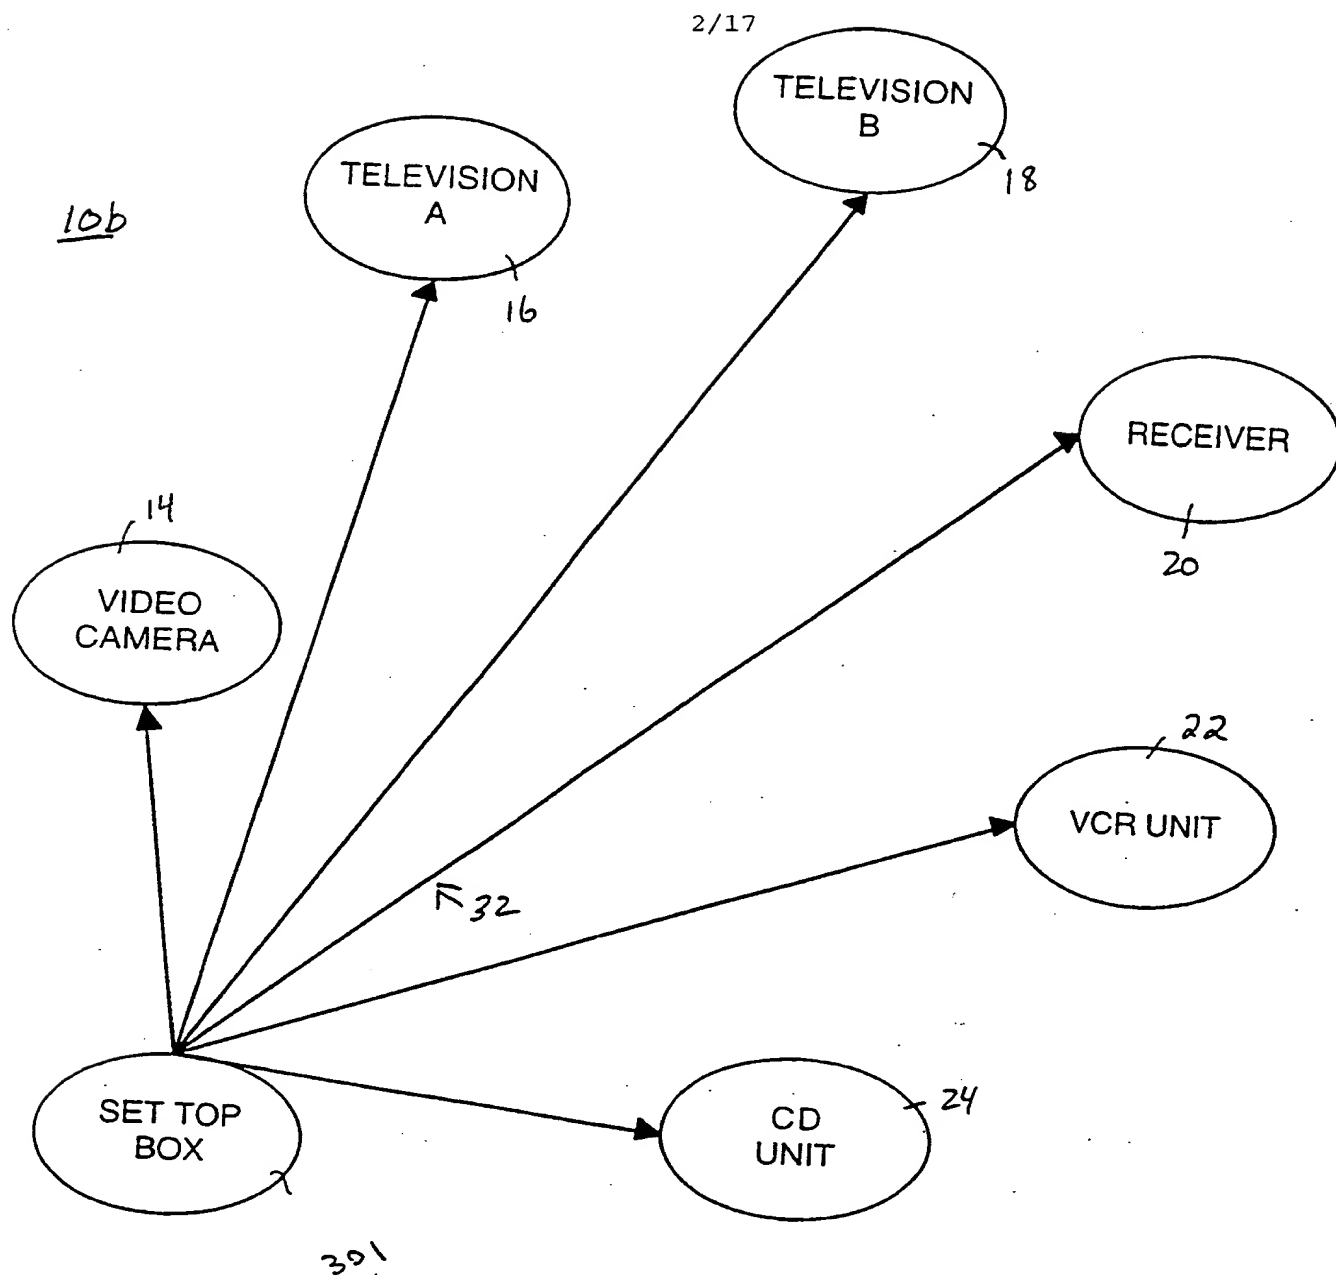 2/17
TELEVISION
B
18
TELEVISION
A
16
10b
RECEIVER
20
14
VIDEO
CAMERA
22
VCR UNIT
32
SET TOP
BOX
301
CD
UNIT
24